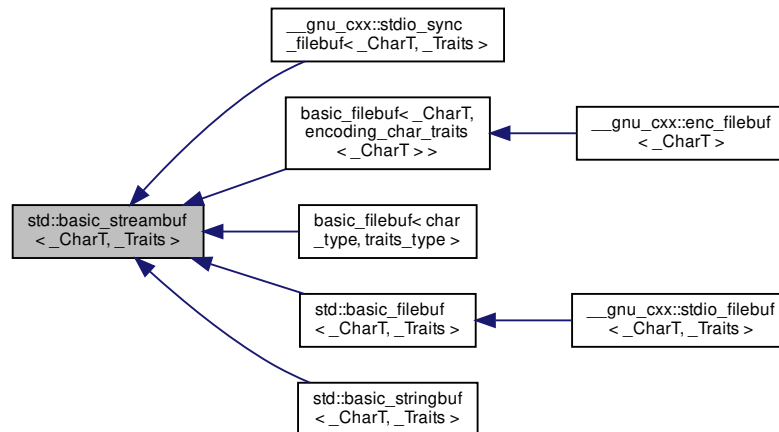 __gnu_cxx::stdio_sync
_filebuf< _CharT, _Traits >
basic_filebuf< _CharT,
encoding_char_traits
< _CharT > >
__gnu_cxx::enc_filebuf
< _CharT >
std::basic_streambuf
< _CharT, _Traits >
basic_filebuf< char
_type, traits_type >
std::basic_filebuf
< _CharT, _Traits >
__gnu_cxx::stdio_filebuf
< _CharT, _Traits >
std::basic_stringbuf
< _CharT, _Traits >